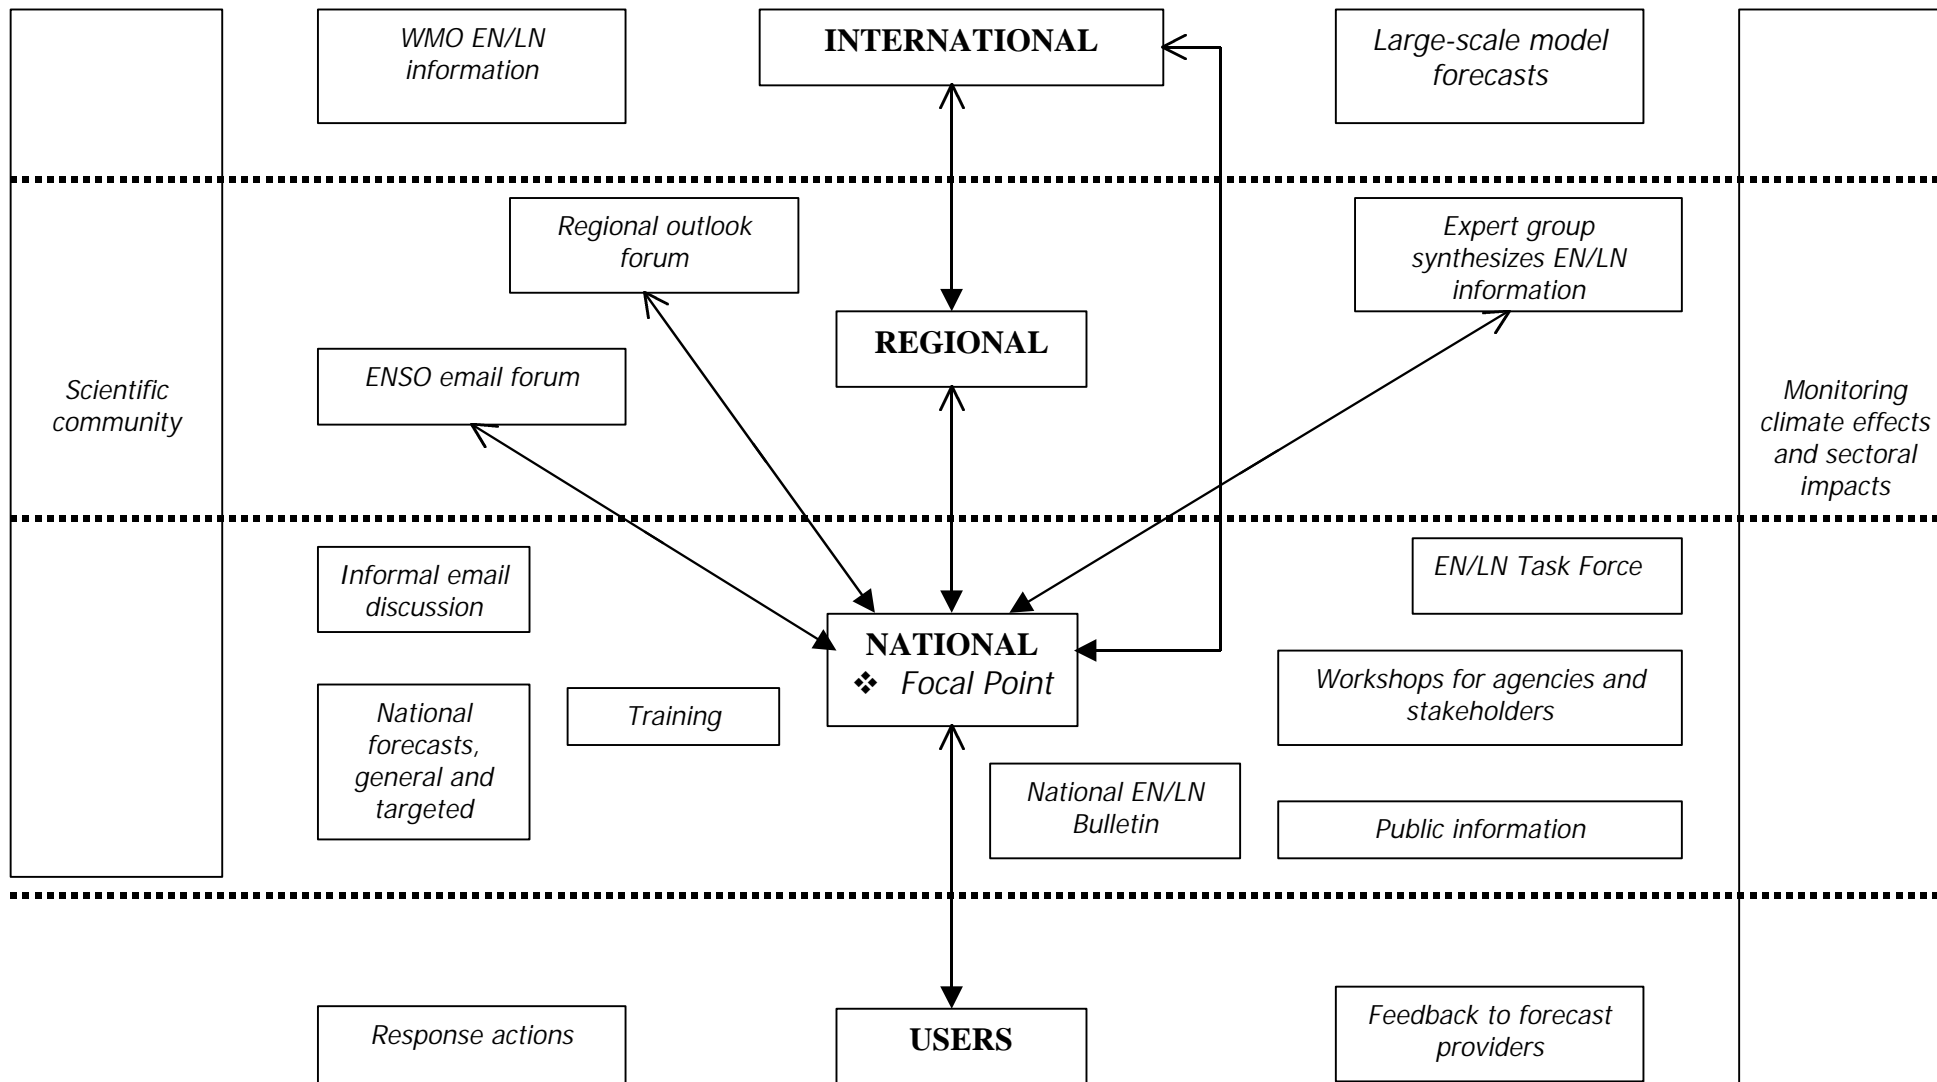 WMO EN/LN
information
INTERNATIONAL
Large-scale model
forecasts
Regional outlook
forum
Expert group
synthesizes EN/LN
information
REGIONAL
ENSO email forum
Scientific
community
Monitoring
climate effects
and sectoral
impacts
Informal email
discussion
EN/LN Task Force
NATIONAL
❖ Focal Point
Workshops for agencies and
stakeholders
National
forecasts,
general and
targeted
Training
National EN/LN
Bulletin
Public information
Response actions
USERS
Feedback to forecast
providers